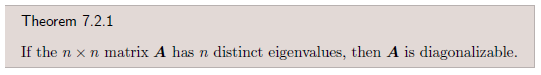 Theorem 7.2.1
If the n x n matrix A has n distinct eigenvalues, then A is diagonalizable.